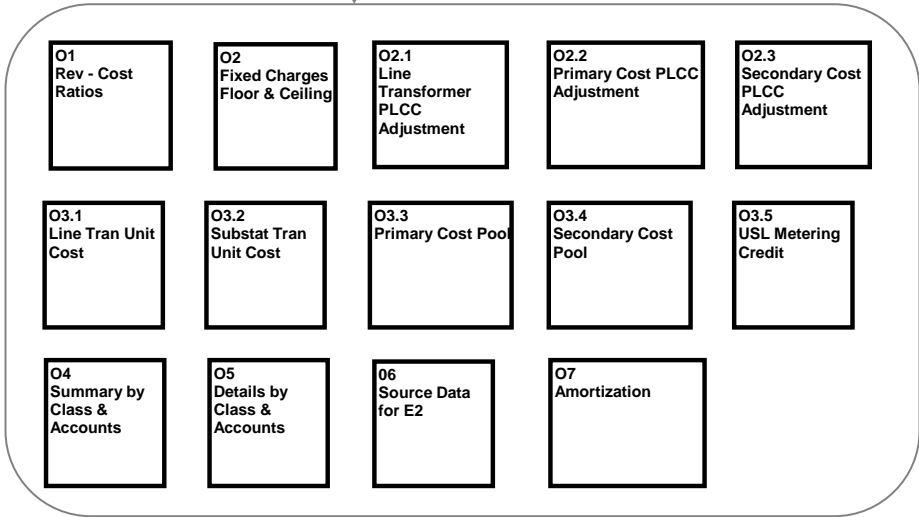 O1
Rev - Cost
Ratios
O2
Fixed Charges
Floor & Ceiling
O2.1
Line
Transformer
PLCC
Adjustment
O2.2
Primary Cost PLCC
Adjustment
O2.3
Secondary Cost
PLCC
Adjustment
O3.1
Line Tran Unit
Cost
O3.2
Substat Tran
Unit Cost
O3.3
Primary Cost Pool
O3.4
Secondary Cost
Pool
O3.5
USL Metering
Credit
O4
Summary by
Class &
Accounts
O5
Details by
Class &
Accounts
06
Source Data
for E2
O7
Amortization